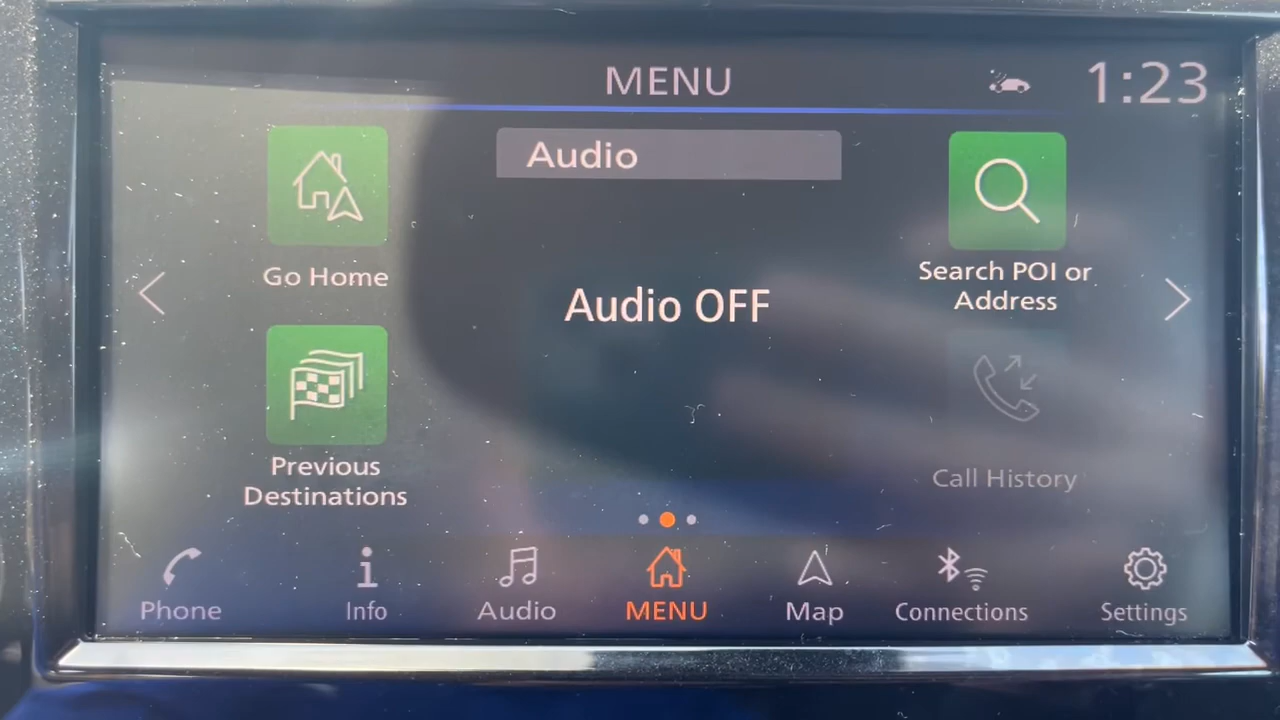 MENU
1:23
Audio
Go Home
Search POI or
Address
Audio OFF
Previous
Destinations
Call History
Phone
Info
Audio
MENU
Map
Connections
Settings